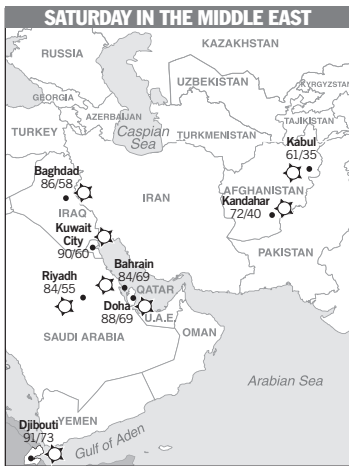 SATURDAY IN THE MIDDLE EAST
RUSSIA
KAZAKHSTAN
UZBEKISTAN
KYRGYZSTAN
GEORGIA
AZERBAIJAN
TAJIKISTAN
TURKEY
Caspian
Sea
TURKMENISTAN
Kabul
61/35
Baghdad
86/58
IRAN
AFGHANISTAN
Kandahar
72/40
IRAQ
Kuwait
City
90/60
PAKISTAN
Bahrain
84/69
Riyadh
84/55
QATAR
Doha
88/69
U.A.E.
OMAN
SAUDI ARABIA
Arabian Sea
YEMEN
Djibouti
91/73
Gulf of Aden